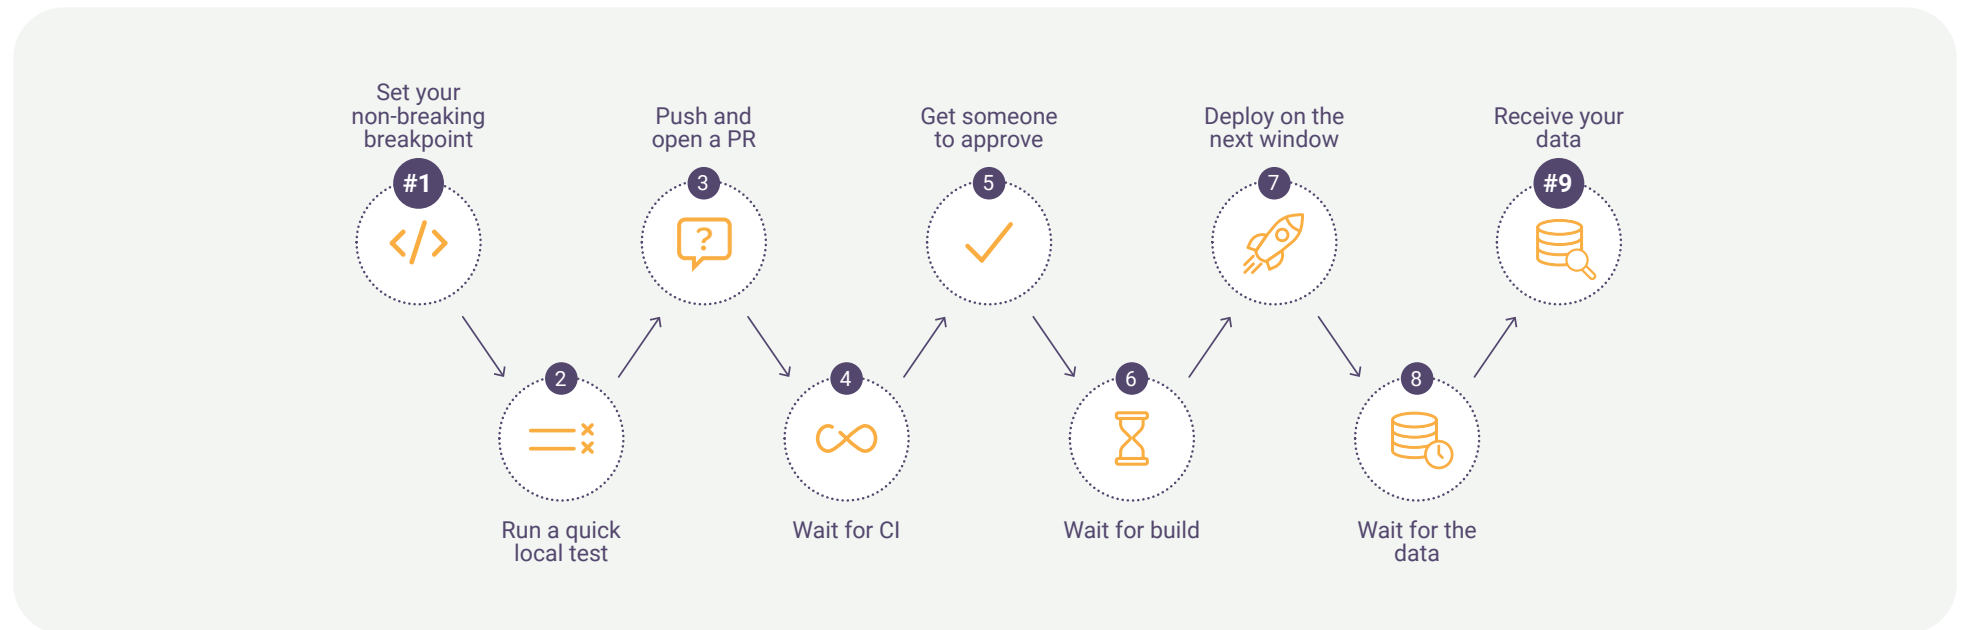 Set your
non-breaking
breakpoint
#1
2
Run a quick
local test
Push and
open a PR
3
?
4
Wait for CI
Get someone
to approve
5
6
Wait for build
Deploy on the
next window
7
8
Wait for the
data
Receive your
data
#9